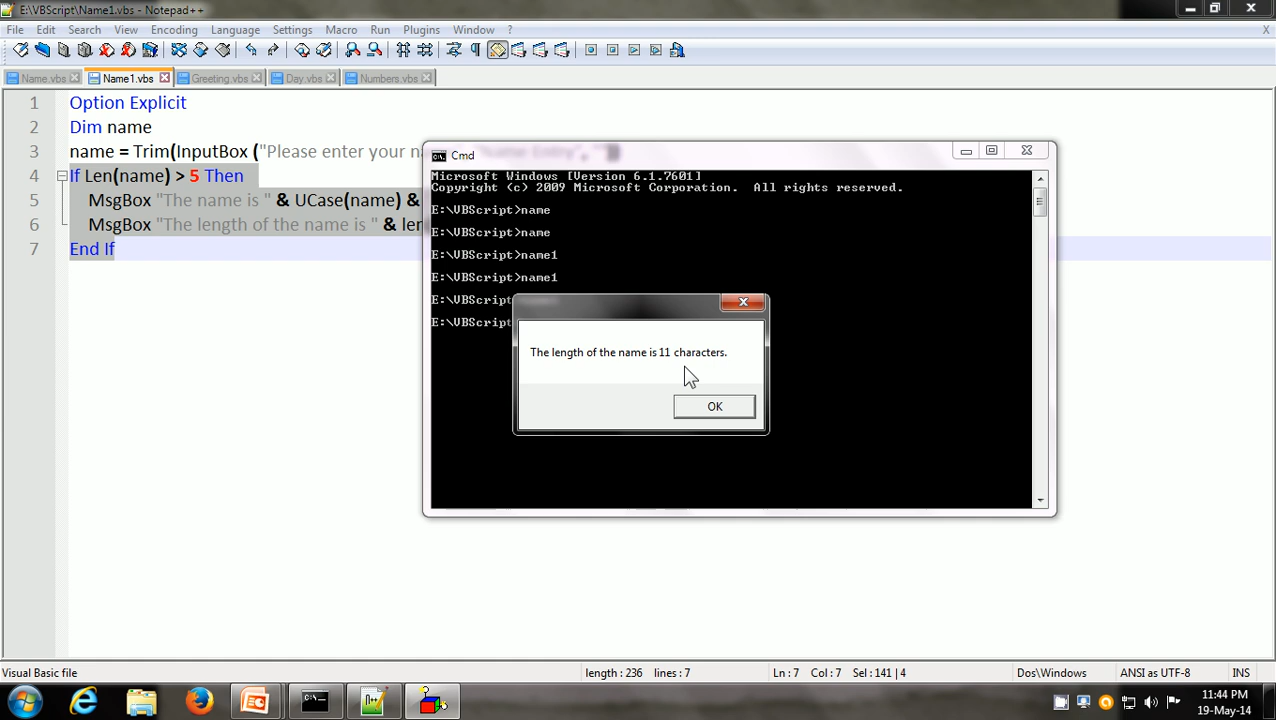 E:\VBScript\Name1.vbs - Notepad++
File Edit Search View Encoding Language Settings Macro Run Plugins Window X
Name.vbs Name1.vbs Greeting.vbs Day.vbs Numbers.vbs
1 Option Explicit
2 Dim name
3 name = Trim(InputBox ("Please enter your
4 If Len(name) > 5 Then
5 MsgBox "The name is " & UCase(name) &
6 MsgBox "The length of the name is " & len
7 End If
Cmd
Microsoft Windows [Version 6.1.7601]
Copyright (c) 2009 Microsoft Corporation. All rights reserved.
E:\VBScript>name
E:\VBScript>name
E:\VBScript>name1
E:\VBScript>name1
E:\VBScript
E:\VBScript
The length of the name is 11 characters.
OK
Visual Basic file length : 236 lines : 7 Ln : 7 Col : 7 Sel : 141 | 4 Dos\Windows ANSI as UTF-8 INS
11:44 PM
19-May-14